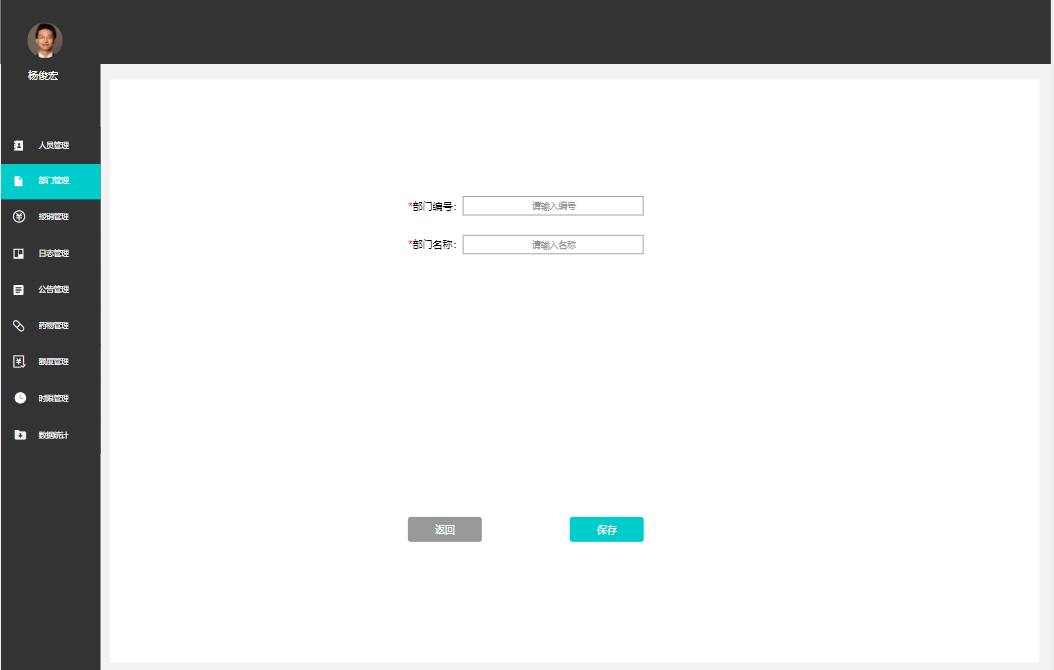 杨俊宏
人员管理
部门管理
报销管理
日志管理
公告管理
药物管理
额度管理
时限管理
数据统计
*部门编号： 请输入编号
*部门名称： 请输入名称
返回 保存